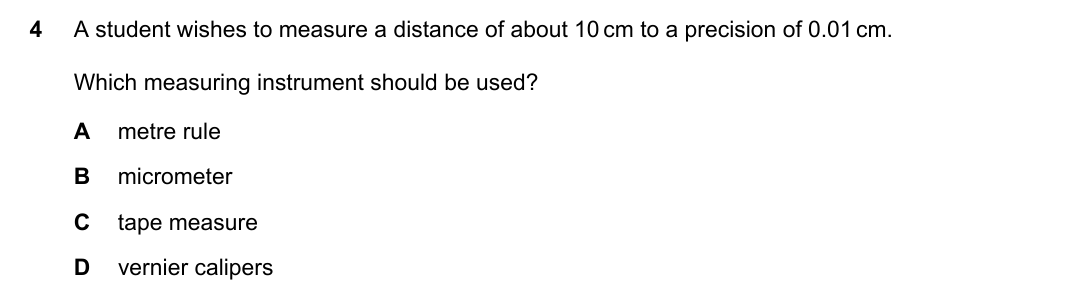 4 A student wishes to measure a distance of about 10 cm to a precision of 0.01 cm.
Which measuring instrument should be used?
A metre rule
B micrometer
C tape measure
D vernier calipers